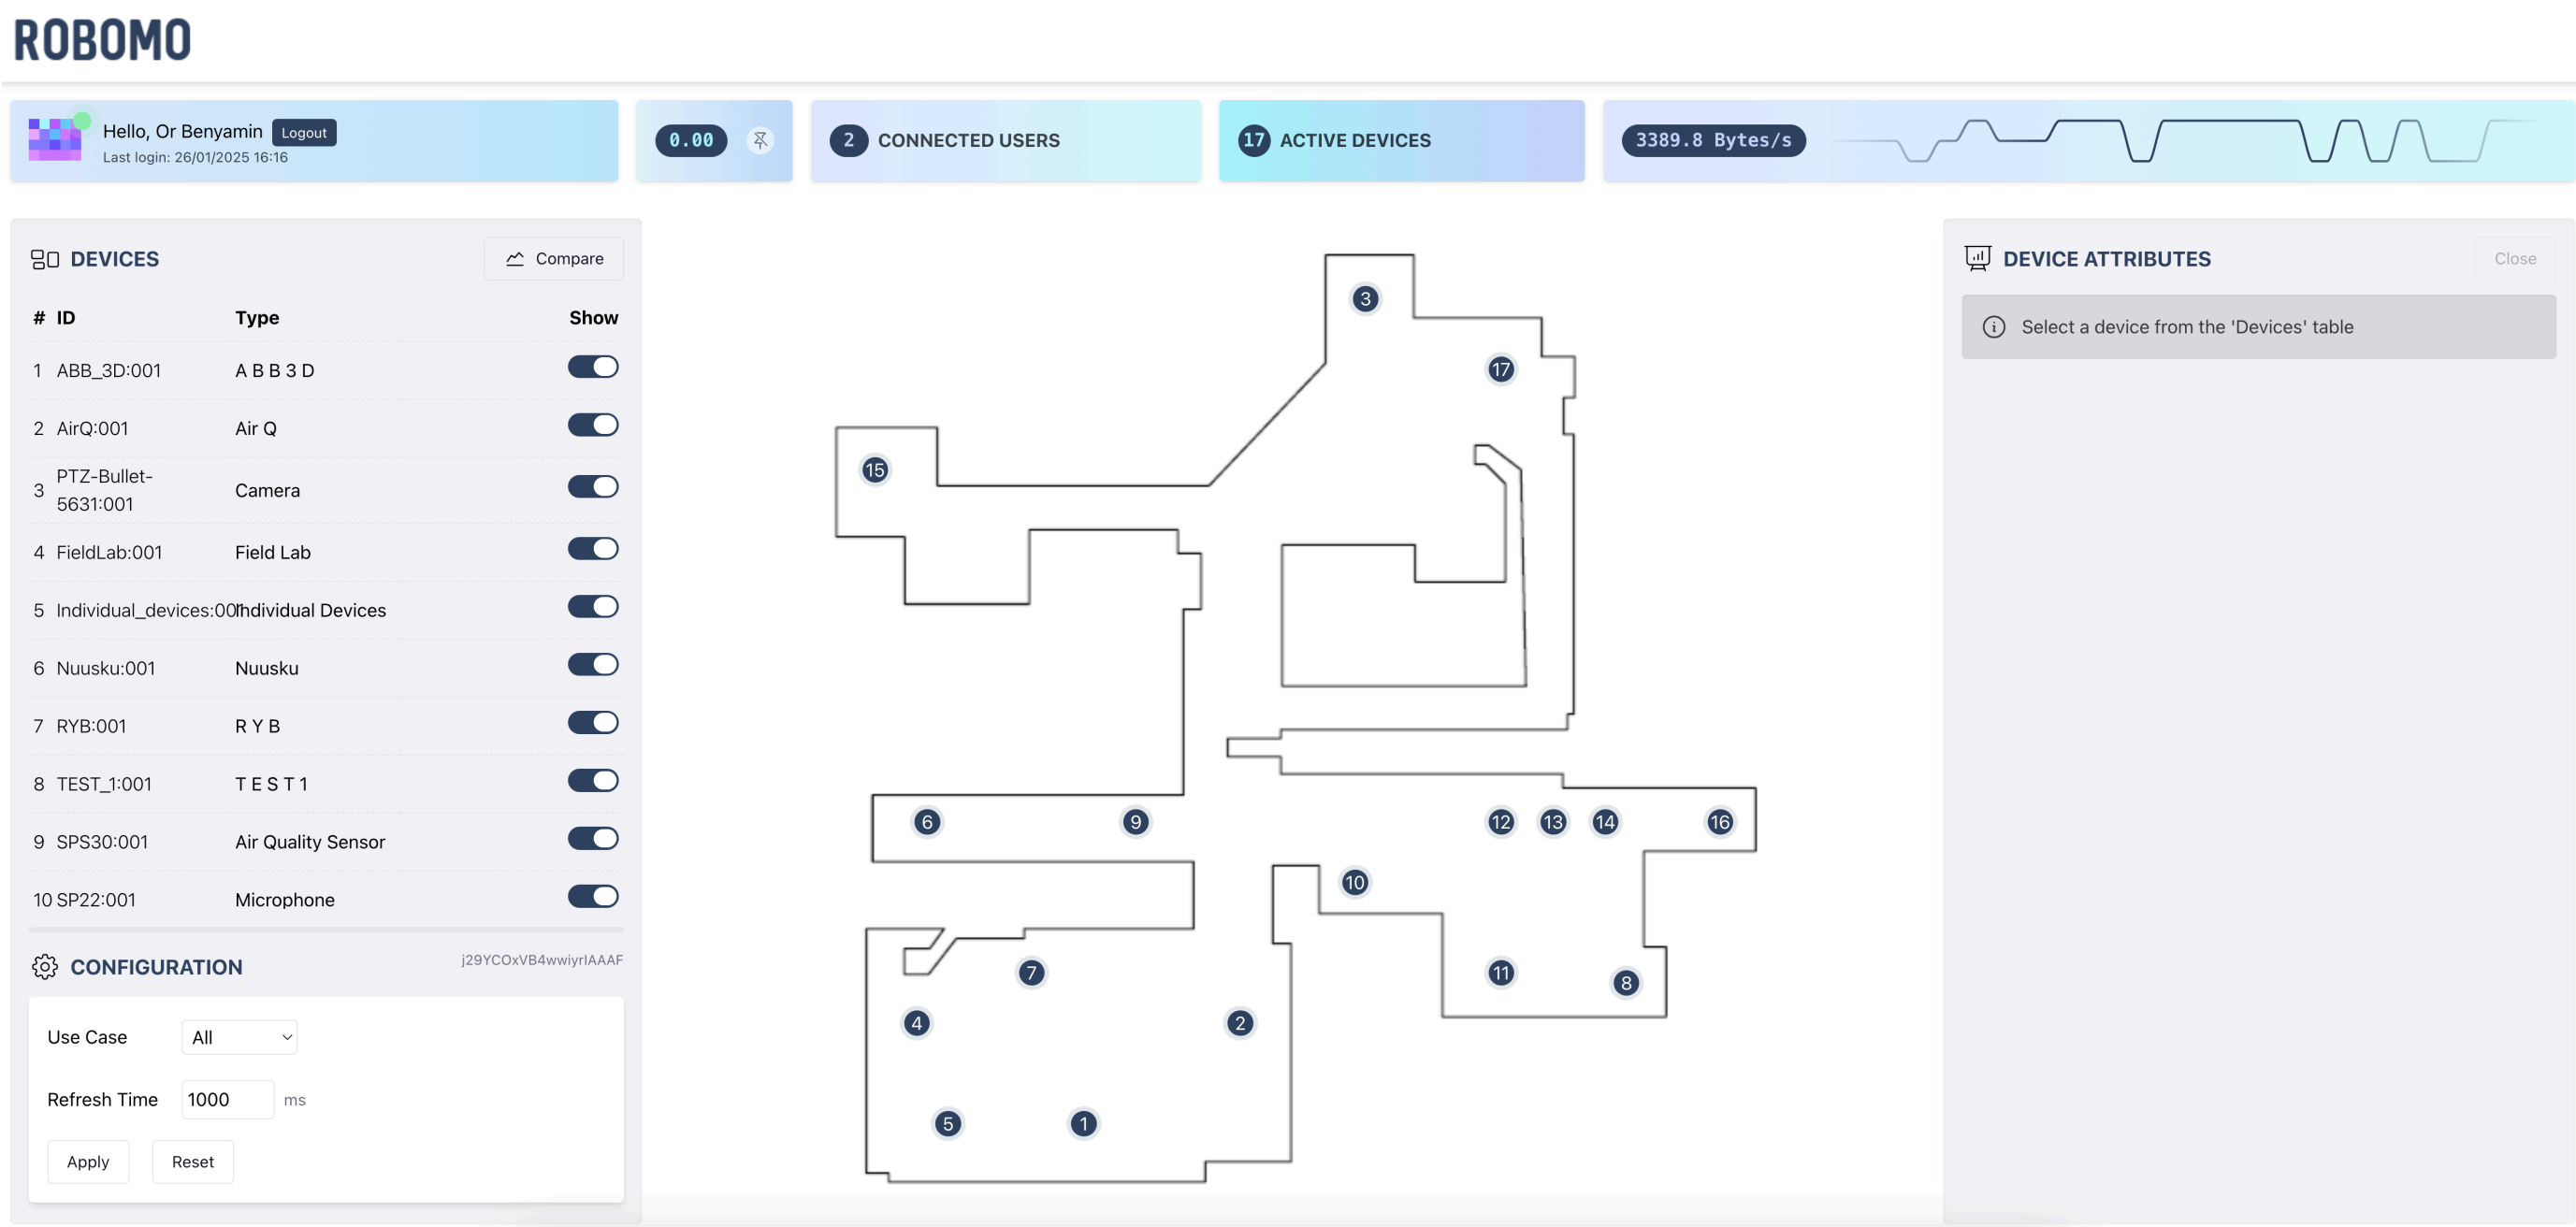 ROBOMO
Hello, Or Benyamin Logout
Last login: 26/01/2025 16:16
0.00
2 CONNECTED USERS
17 ACTIVE DEVICES
3389.8 Bytes/s
DEVICES Compare
# ID Type Show
1 ABB_3D:001 A B B 3 D
2 AirQ:001 Air Q
3 PTZ-Bullet-
5631:001 Camera
4 FieldLab:001 Field Lab
5 Individual_devices:001 Individual Devices
6 Nuusku:001 Nuusku
7 RYB:001 R Y B
8 TEST_1:001 T E S T 1
9 SPS30:001 Air Quality Sensor
10 SP22:001 Microphone
CONFIGURATION
Use Case All
Refresh Time 1000 ms
Apply Reset
3
17
15
6 9 12 13 14 16
10
7 11 8
4 2
5 1
DEVICE ATTRIBUTES Close
Select a device from the 'Devices' table